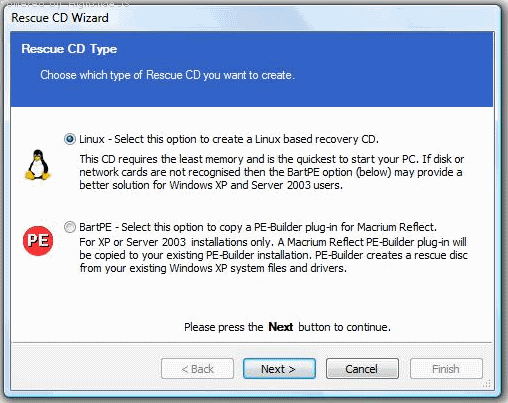 Rescue CD Wizard
Rescue CD Type
Choose which type of Rescue CD you want to create.
Linux - Select this option to create a Linux based recovery CD.
This CD requires the least memory and is the quickest to start your PC. If disk or
network cards are not recognised then the BartPE option (below) may provide a
better solution for Windows XP and Server 2003 users.
BartPE - Select this option to copy a PE-Builder plug-in for Macrium Reflect.
PE
For XP or Server 2003 installations only. A Macrium Reflect PE-Builder plug-in will
be copied to your existing PE-Builder installation. PE-Builder creates a rescue disc
from your existing Windows XP system files and drivers.
Please press the Next button to continue.
< Back
Next >
Cancel
Finish